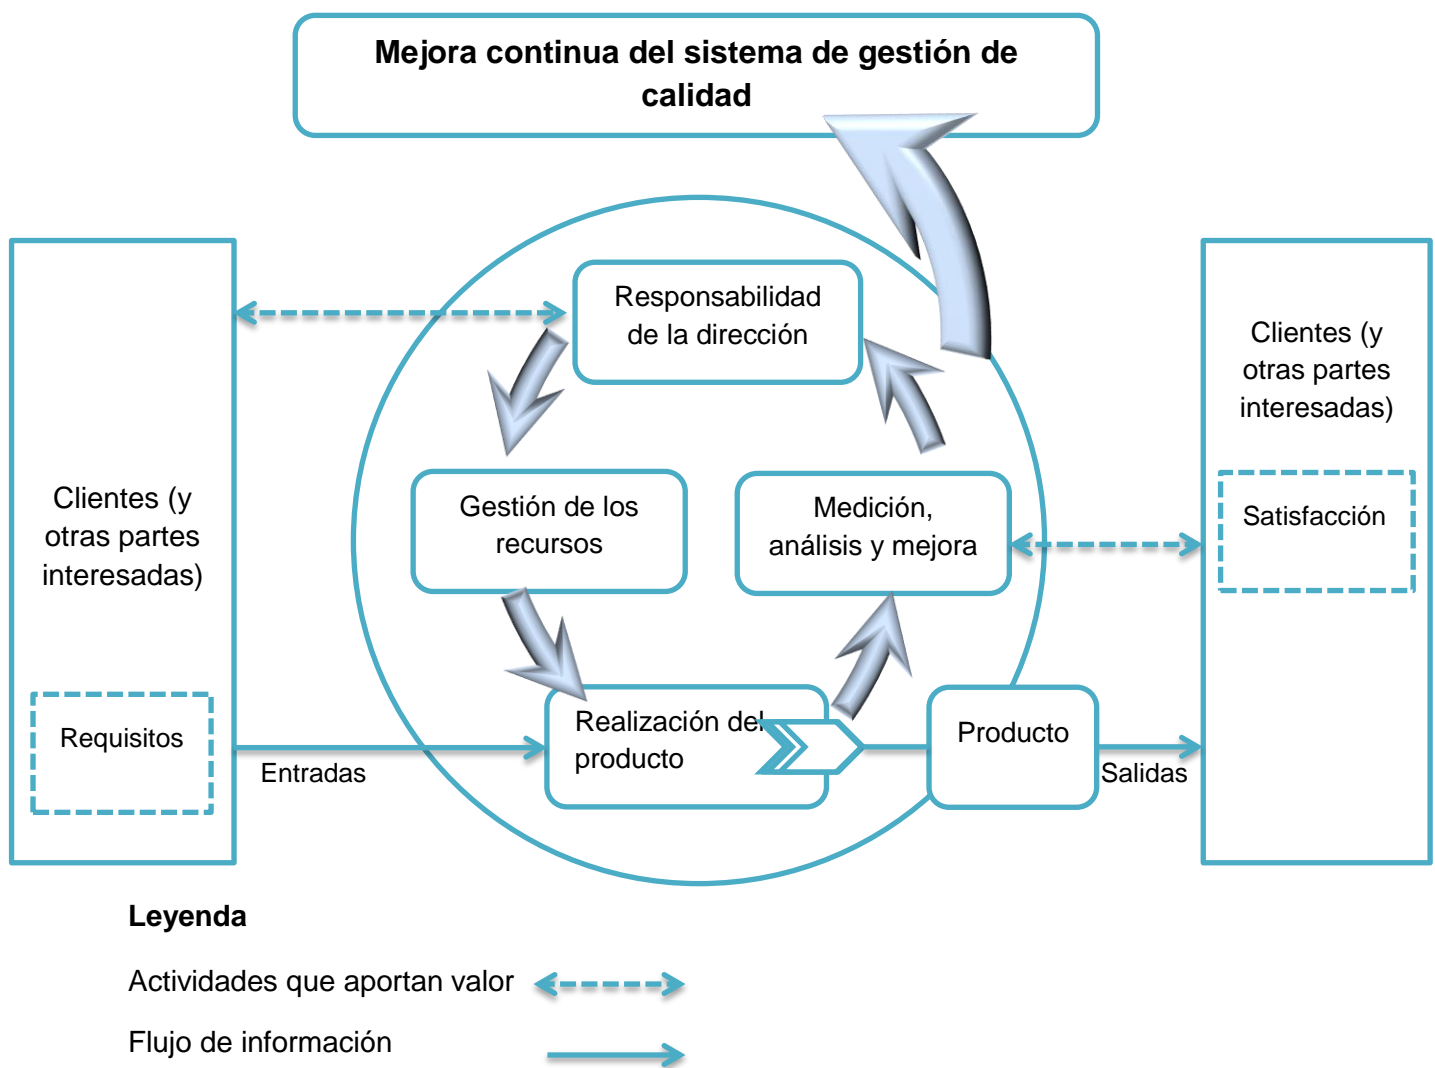 Mejora continua del sistema de gestión de
calidad
Responsabilidad
de la dirección
Clientes (y
otras partes
interesadas)
Clientes (y
otras partes
interesadas)
Gestión de los
recursos
Medición,
análisis y mejora
Satisfacción
Requisitos
Realización del
producto
Producto
Entradas
Salidas
Leyenda
Actividades que aportan valor
Flujo de información